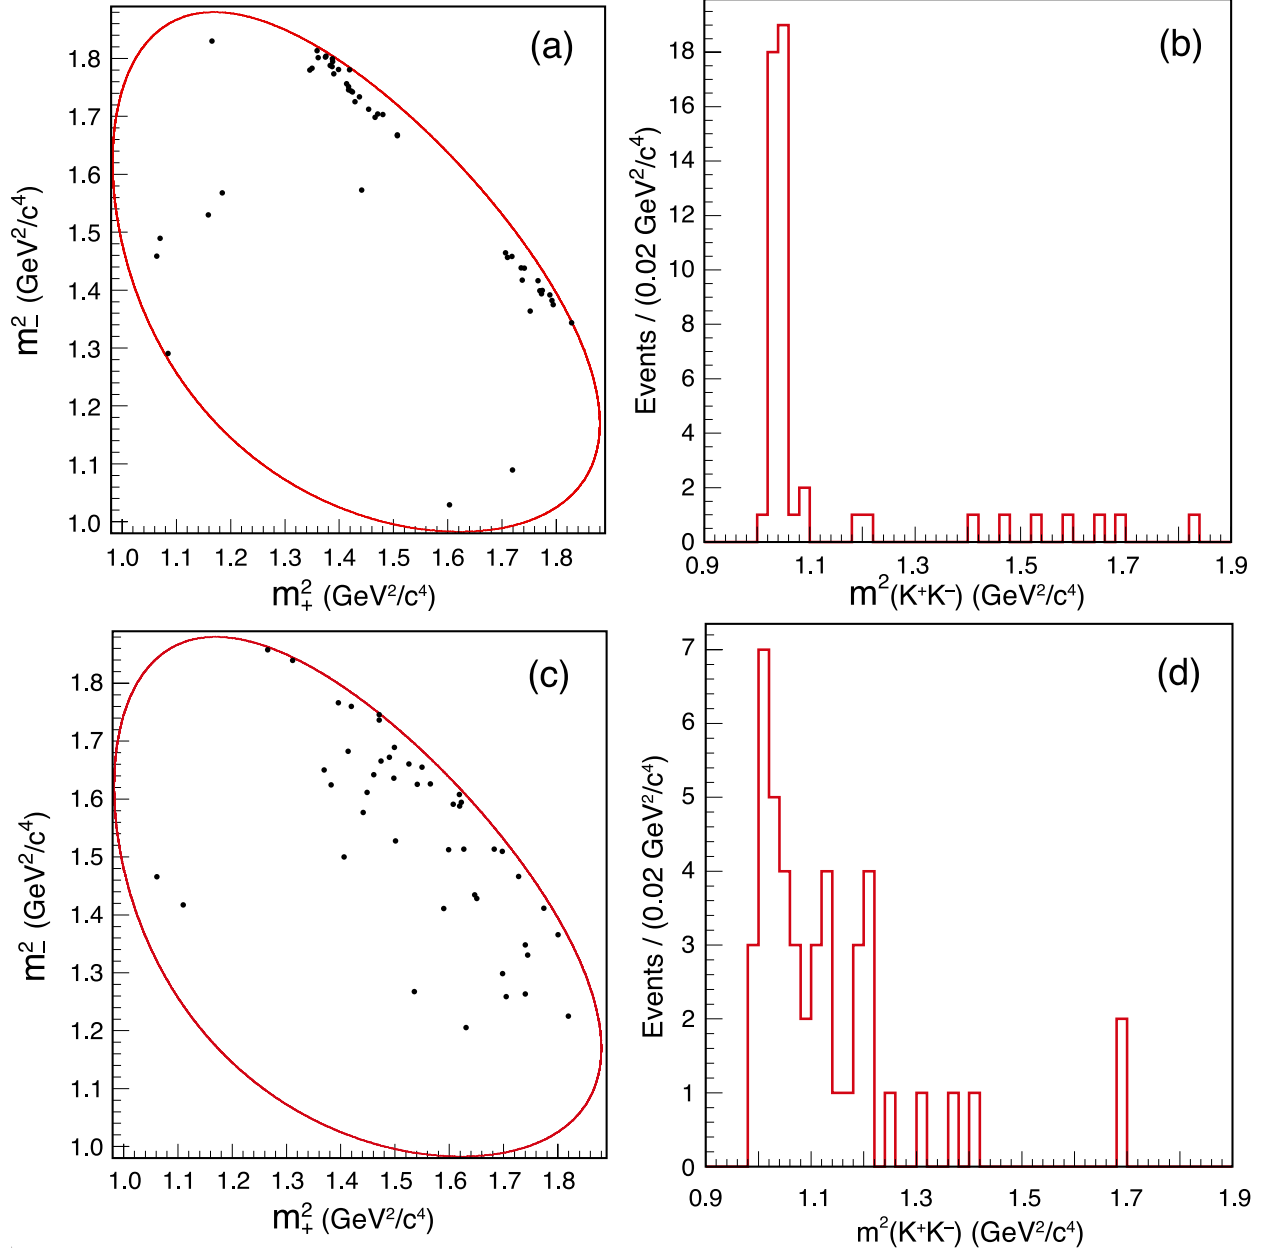 (a)
1.8
1.7
1.6
1.5
1.4
1.3
1.2
1.1
1.0
m²₋ (GeV²/c⁴)
1.0 1.1 1.2 1.3 1.4 1.5 1.6 1.7 1.8
m²₊ (GeV²/c⁴)
(b)
18
16
14
12
10
8
6
4
2
0
Events / (0.02 GeV²/c⁴)
0.9 1.1 1.3 1.5 1.7 1.9
m²(K⁺K⁻) (GeV²/c⁴)
(c)
1.8
1.7
1.6
1.5
1.4
1.3
1.2
1.1
1.0
m²₋ (GeV²/c⁴)
1.0 1.1 1.2 1.3 1.4 1.5 1.6 1.7 1.8
m²₊ (GeV²/c⁴)
(d)
7
6
5
4
3
2
1
0
Events / (0.02 GeV²/c⁴)
0.9 1.1 1.3 1.5 1.7 1.9
m²(K⁺K⁻) (GeV²/c⁴)